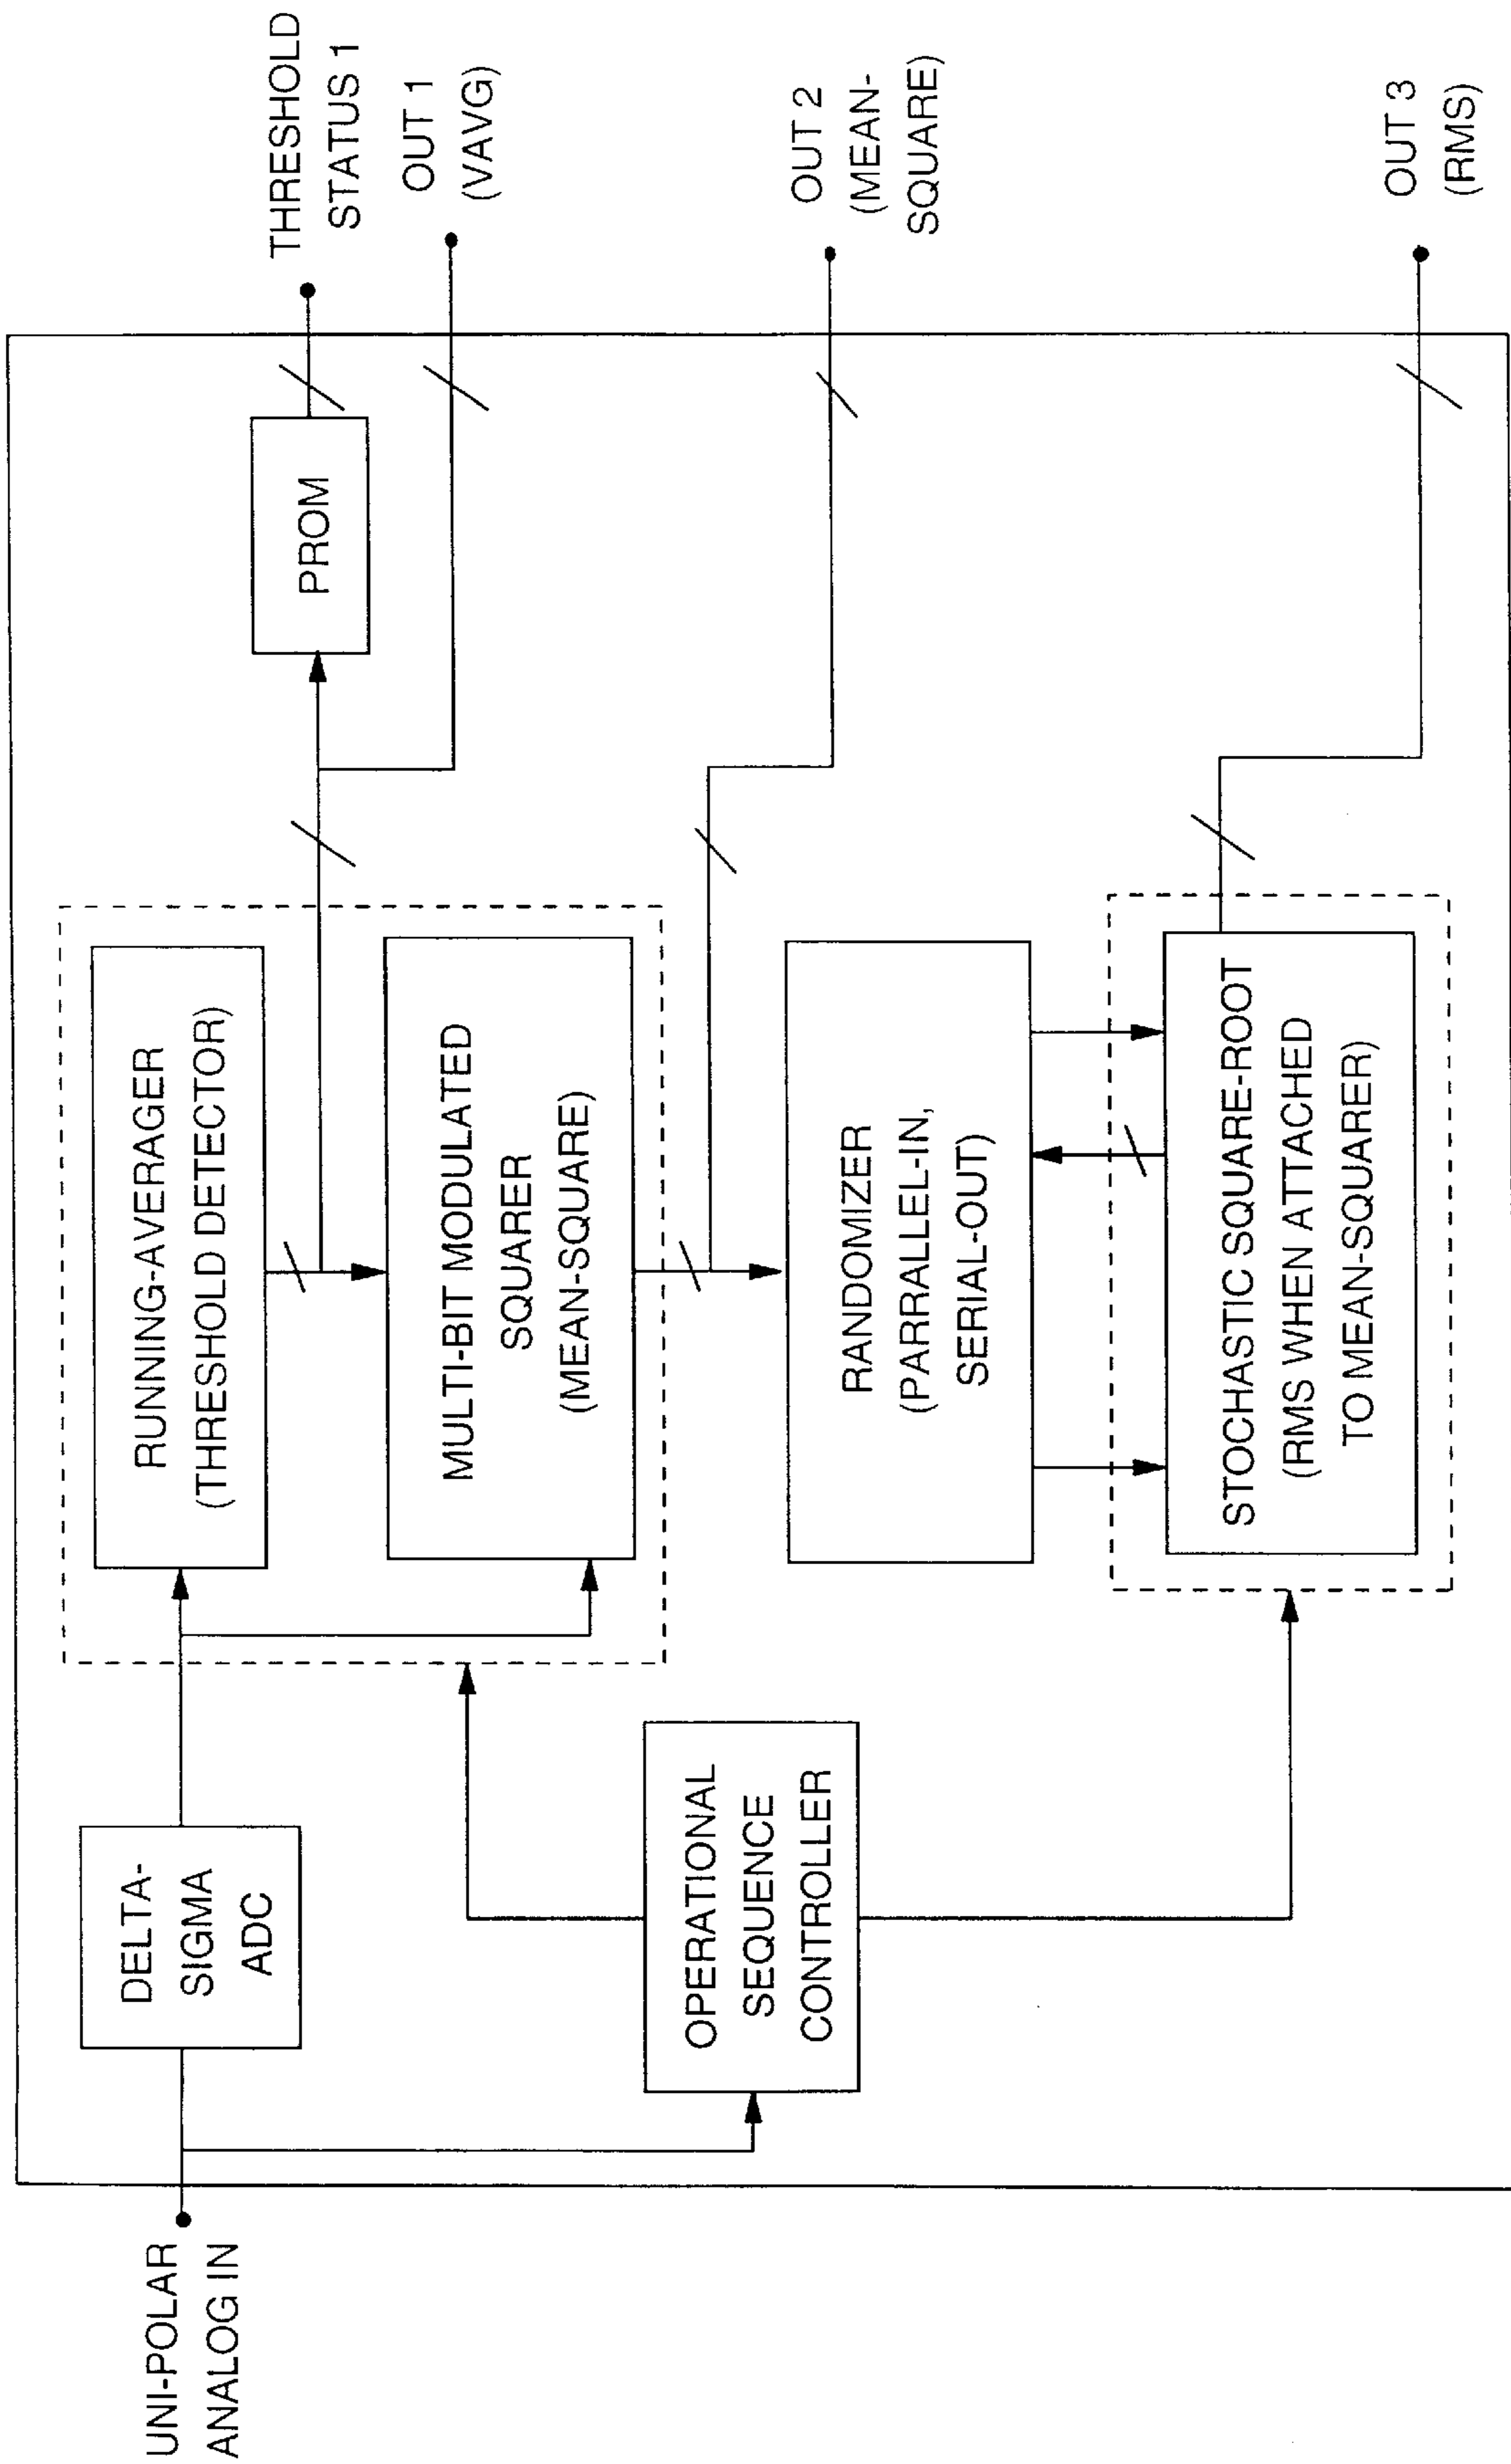 UNI-POLAR
ANALOG IN
DELTA-
SIGMA
ADC
OPERATIONAL
SEQUENCE
CONTROLLER
RUNNING-AVERAGER
(THRESHOLD DETECTOR)
MULTI-BIT MODULATED
SQUARER
(MEAN-SQUARE)
RANDOMIZER
(PARRALLEL-IN,
SERIAL-OUT)
STOCHASTIC SQUARE-ROOT
(RMS WHEN ATTACHED
TO MEAN-SQUARER)
PROM
THRESHOLD
STATUS 1
OUT 1
(VAVG)
OUT 2
(MEAN-
SQUARE)
OUT 3
(RMS)